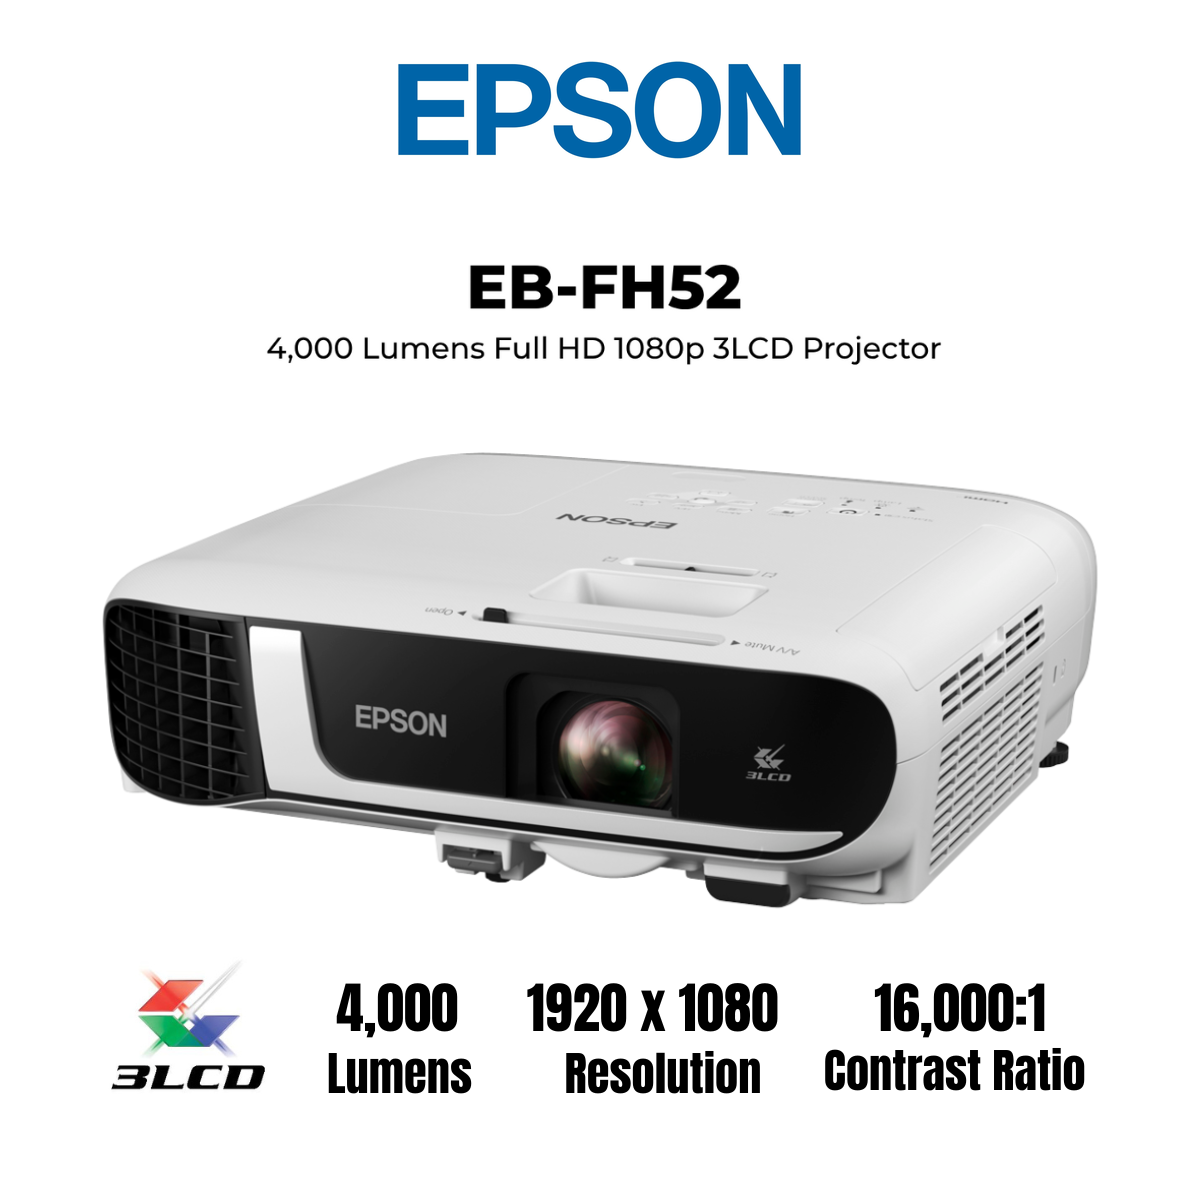 EPSON
EB-FH52
4,000 Lumens Full HD 1080p 3LCD Projector
EPSON
Open
A/V Mute
EPSON
3LCD
3LCD
4,000
Lumens
1920 x 1080
Resolution
16,000:1
Contrast Ratio